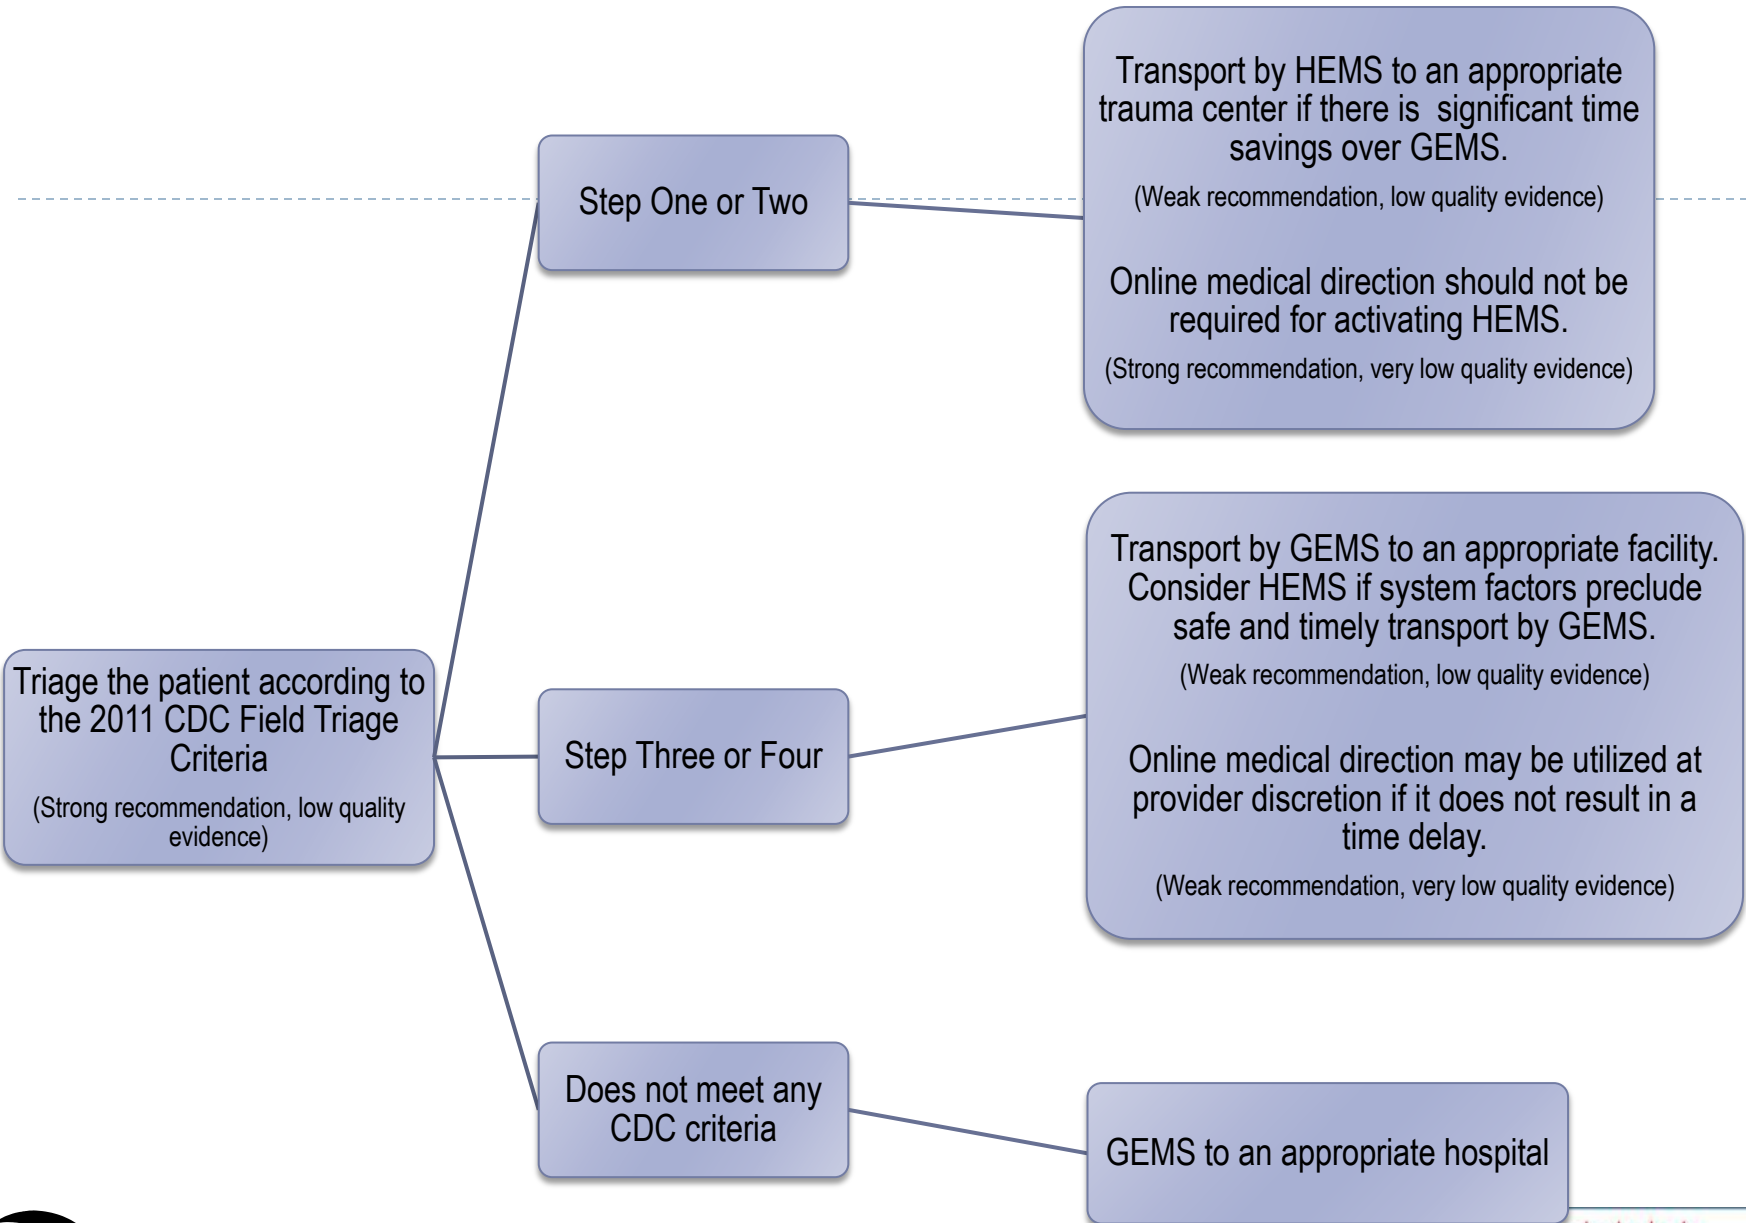 Transport by HEMS to an appropriate
trauma center if there is significant time
savings over GEMS.
(Weak recommendation, low quality evidence)
Online medical direction should not be
required for activating HEMS.
(Strong recommendation, very low quality evidence)
Step One or Two
Triage the patient according to
the 2011 CDC Field Triage
Criteria
(Strong recommendation, low quality
evidence)
Step Three or Four
Transport by GEMS to an appropriate facility.
Consider HEMS if system factors preclude
safe and timely transport by GEMS.
(Weak recommendation, low quality evidence)
Online medical direction may be utilized at
provider discretion if it does not result in a
time delay.
(Weak recommendation, very low quality evidence)
Does not meet any
CDC criteria
GEMS to an appropriate hospital